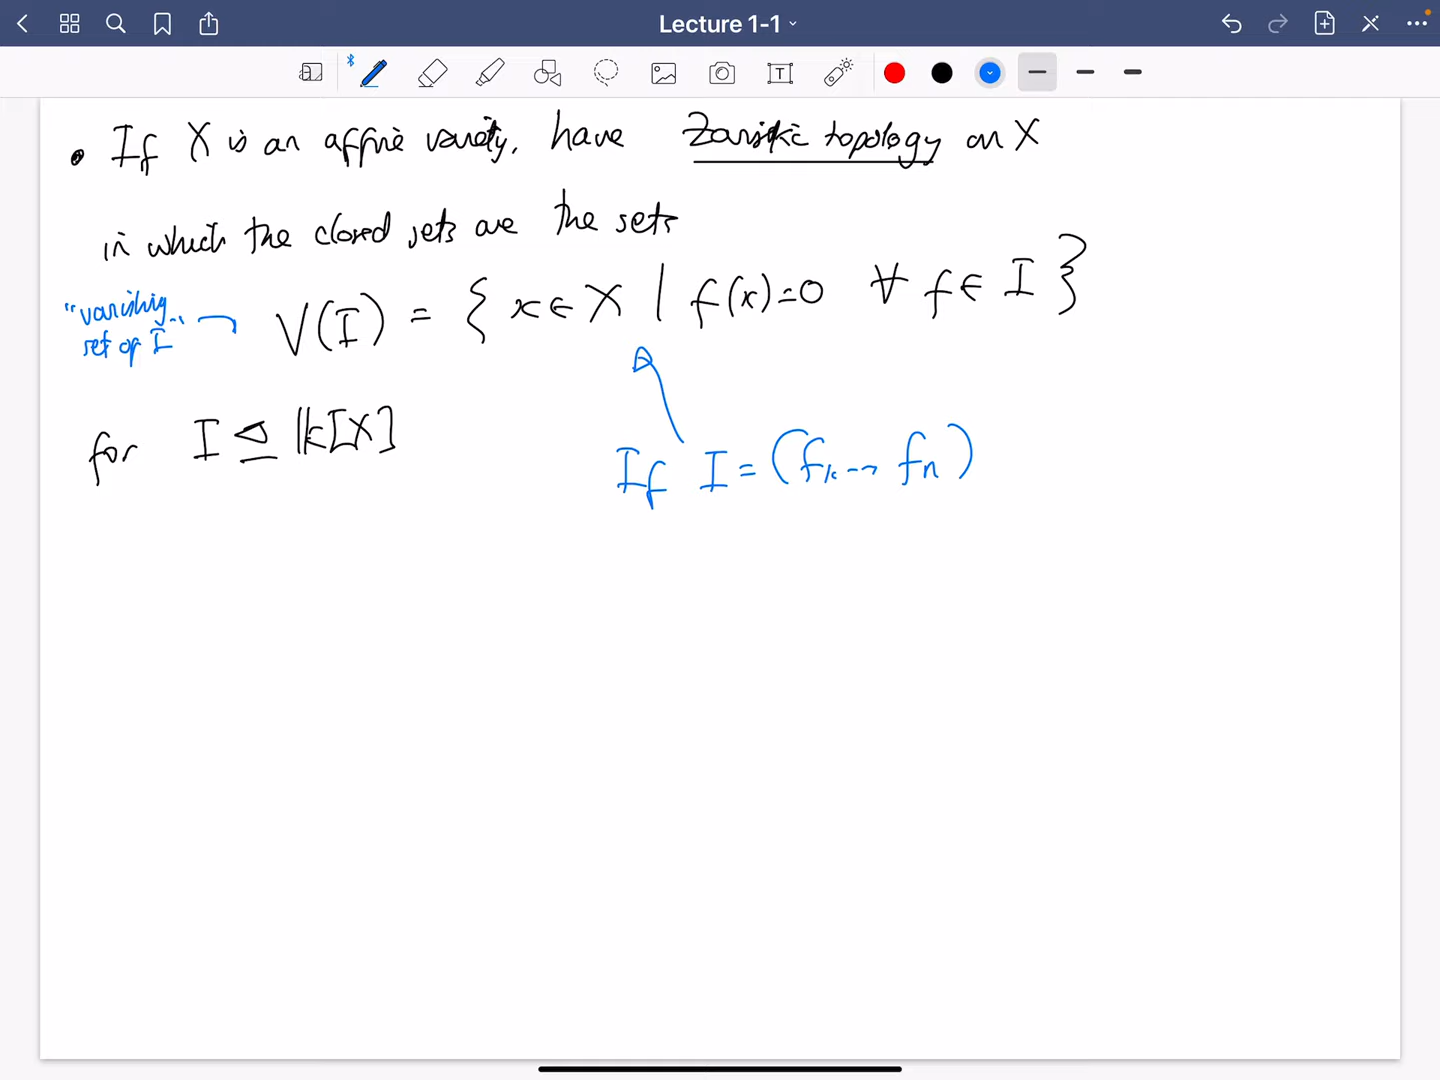 Lecture 1-1
• If X is an affine variety, have Zariski topology on X
in which the closed sets are the sets
"vanishing set of I" V(I) = { x ∈ X | f(x)=0 ∀ f ∈ I }
for I ⊴ k[X]
If I = (f₁, ..., fₙ)